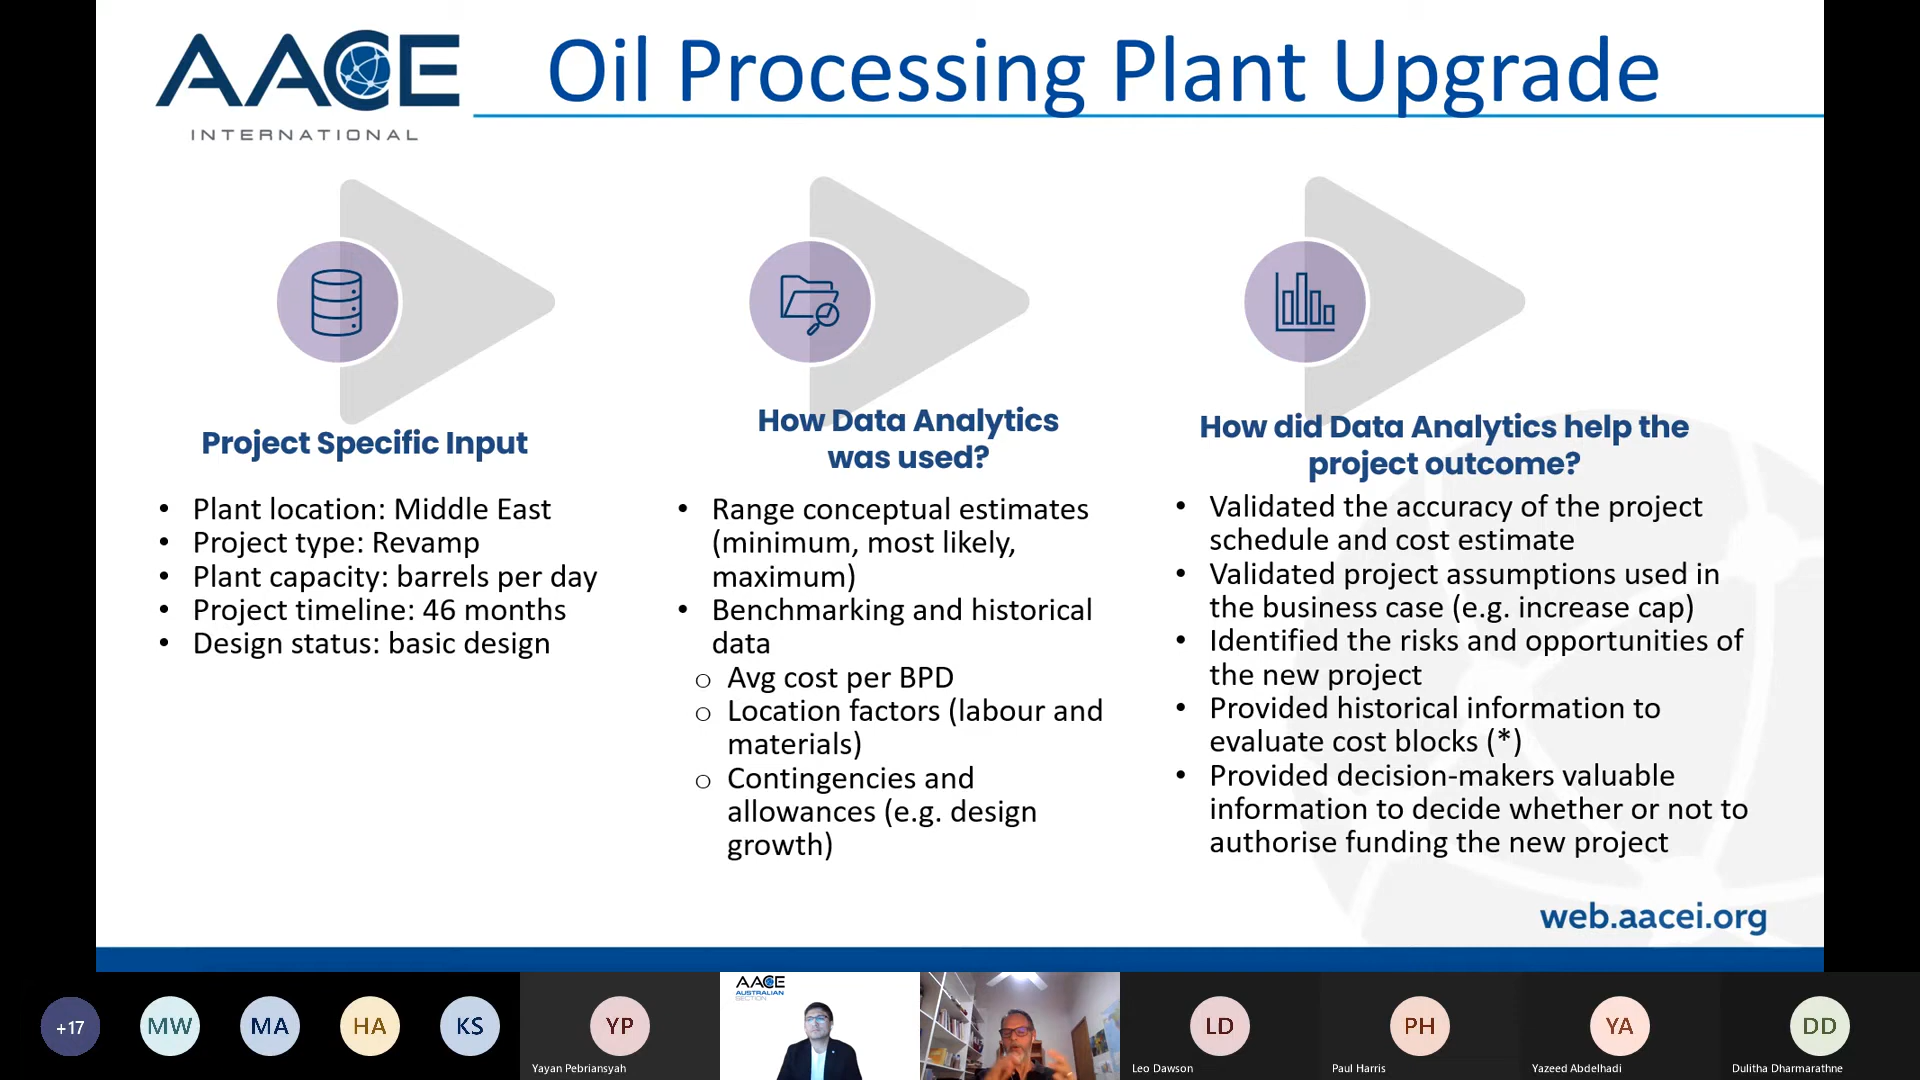 AACE
INTERNATIONAL
Oil Processing Plant Upgrade
Project Specific Input
• Plant location: Middle East
• Project type: Revamp
• Plant capacity: barrels per day
• Project timeline: 46 months
• Design status: basic design
How Data Analytics
was used?
• Range conceptual estimates
(minimum, most likely,
maximum)
• Benchmarking and historical
data
o Avg cost per BPD
o Location factors (labour and
materials)
o Contingencies and
allowances (e.g. design
growth)
How did Data Analytics help the
project outcome?
• Validated the accuracy of the project
schedule and cost estimate
• Validated project assumptions used in
the business case (e.g. increase cap)
• Identified the risks and opportunities of
the new project
• Provided historical information to
evaluate cost blocks (*)
• Provided decision-makers valuable
information to decide whether or not to
authorise funding the new project
web.aacei.org
+17
MW
MA
HA
KS
YP
Yayan Pebriansyah
AACE
AUSTRALIAN
SECTION
LD
Leo Dawson
PH
Paul Harris
YA
Yazeed Abdelhadi
DD
Dulitha Dharmarathne